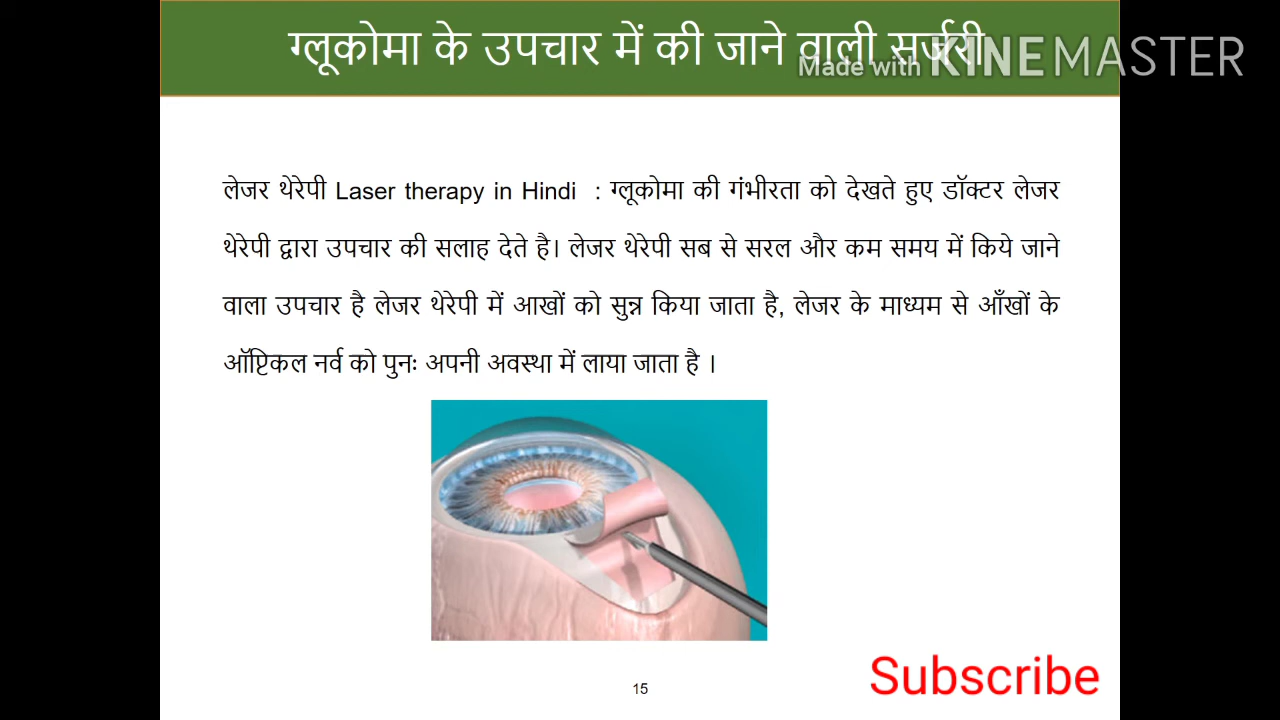 ग्लूकोमा के उपचार में की जाने वाली सर्जरी
Made with KINEMASTER
लेजर थेरेपी Laser therapy in Hindi : ग्लूकोमा की गंभीरता को देखते हुए डॉक्टर लेजर
थेरेपी द्वारा उपचार की सलाह देते है। लेजर थेरेपी सब से सरल और कम समय में किये जाने
वाला उपचार है लेजर थेरेपी में आखों को सुन्न किया जाता है, लेजर के माध्यम से आँखों के
ऑप्टिकल नर्व को पुनः अपनी अवस्था में लाया जाता है ।
Subscribe
15